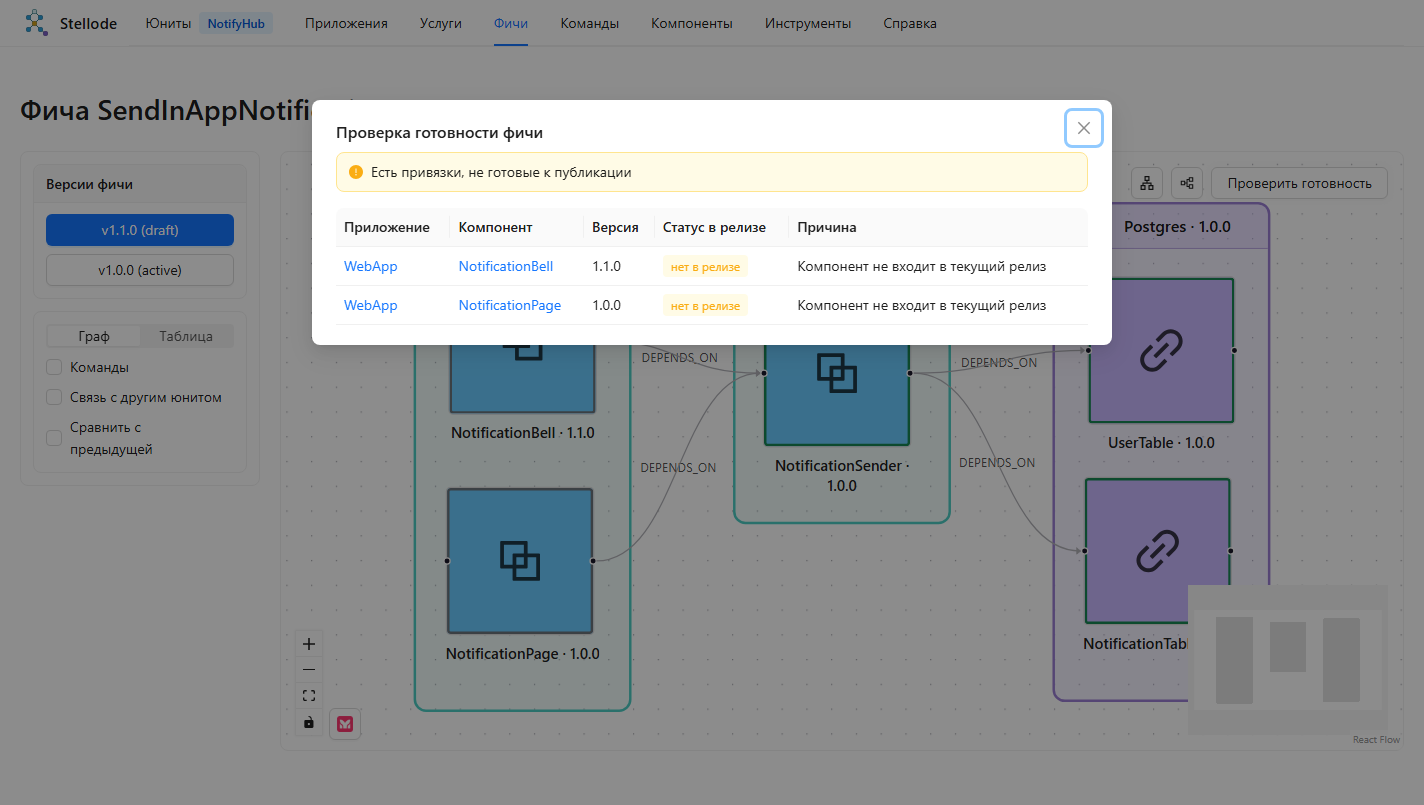 Stellode
Юниты NotifyHub Приложения Услуги Фичи Команды Компоненты Инструменты Справка
Фича
Проверка готовности фичи
Есть привязки, не готовые к публикации
Приложение Компонент Версия Статус в релизе Причина
WebApp NotificationBell 1.1.0 нет в релизе Компонент не входит в текущий релиз
WebApp NotificationPage 1.0.0 нет в релизе Компонент не входит в текущий релиз
Версии фичи
v1.1.0 (draft)
v1.0.0 (active)
Граф Таблица
Команды
Связь с другим юнитом
Сравнить с
предыдущей
Проверить готовность
Postgres · 1.0.0
DEPENDS_ON
DEPENDS_ON
NotificationBell · 1.1.0
UserTable · 1.0.0
DEPENDS_ON
DEPENDS_ON
NotificationSender ·
1.0.0
NotificationPage · 1.0.0
React Flow